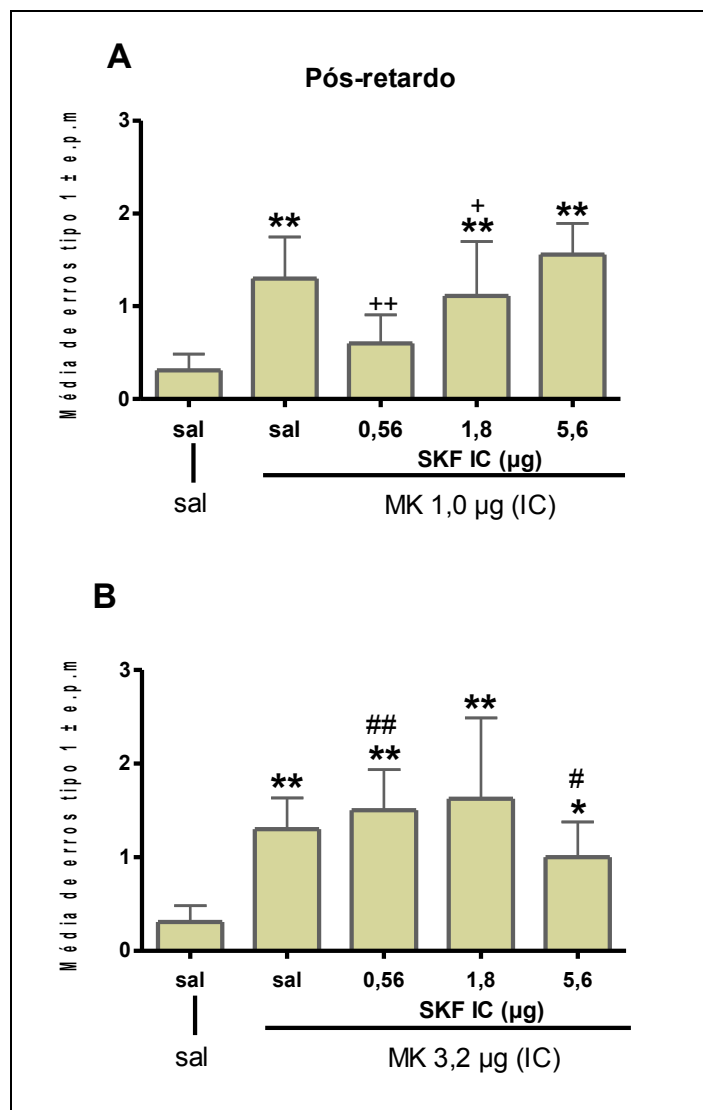 A
Pós-retardo
Média de erros tipo 1 ± e.p.m
3
2
1
0
**
++
+
**
**
sal sal 0,56 1,8 5,6
SKF IC (µg)
sal MK 1,0 µg (IC)
B
Média de erros tipo 1 ± e.p.m
3
2
1
0
**
##
**
**
#
*
sal sal 0,56 1,8 5,6
SKF IC (µg)
sal MK 3,2 µg (IC)